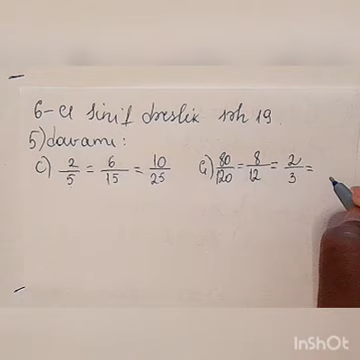 6-cı sinif dərslik səh 19.
5) davamı:
C) 2/5 = 6/15 = 10/25 G) 80/120 = 8/12 = 2/3 =
InShOt